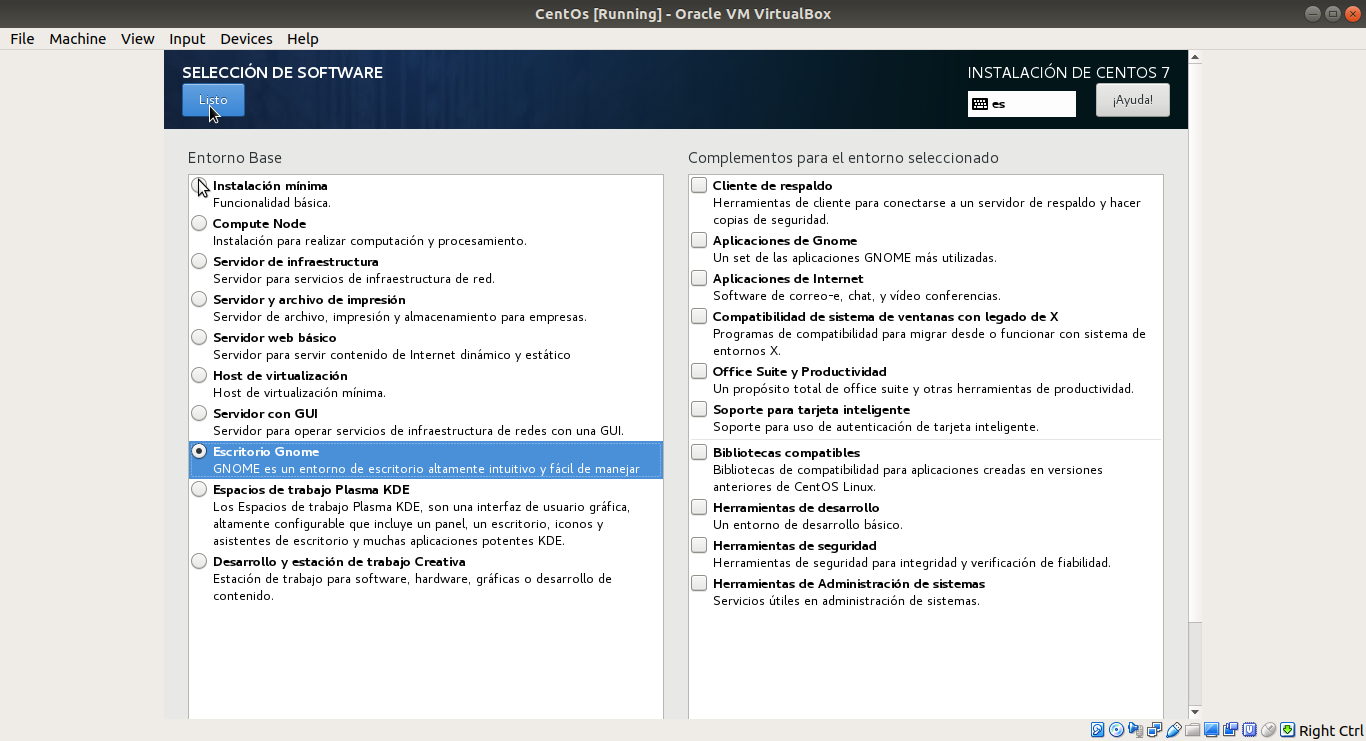 CentOs [Running] - Oracle VM VirtualBox
File Machine View Input Devices Help
SELECCIÓN DE SOFTWARE
Listo
INSTALACIÓN DE CENTOS 7
es
¡Ayuda!
Entorno Base
Instalación mínima
Funcionalidad básica.
Compute Node
Instalación para realizar computación y procesamiento.
Servidor de infraestructura
Servidor para servicios de infraestructura de red.
Servidor y archivo de impresión
Servidor de archivo, impresión y almacenamiento para empresas.
Servidor web básico
Servidor para servir contenido de Internet dinámico y estático
Host de virtualización
Host de virtualización mínima.
Servidor con GUI
Servidor para operar servicios de infraestructura de redes con una GUI.
Escritorio Gnome
GNOME es un entorno de escritorio altamente intuitivo y fácil de manejar
Espacios de trabajo Plasma KDE
Los Espacios de trabajo Plasma KDE, son una interfaz de usuario gráfica,
altamente configurable que incluye un panel, un escritorio, iconos y
asistentes de escritorio y muchas aplicaciones potentes KDE.
Desarrollo y estación de trabajo Creativa
Estación de trabajo para software, hardware, gráficas o desarrollo de
contenido.
Complementos para el entorno seleccionado
Cliente de respaldo
Herramientas de cliente para conectarse a un servidor de respaldo y hacer
copias de seguridad.
Aplicaciones de Gnome
Un set de las aplicaciones GNOME más utilizadas.
Aplicaciones de Internet
Software de correo-e, chat, y vídeo conferencias.
Compatibilidad de sistema de ventanas con legado de X
Programas de compatibilidad para migrar desde o funcionar con sistema de
entornos X.
Office Suite y Productividad
Un propósito total de office suite y otras herramientas de productividad.
Soporte para tarjeta inteligente
Soporte para uso de autenticación de tarjeta inteligente.
Bibliotecas compatibles
Bibliotecas de compatibilidad para aplicaciones creadas en versiones
anteriores de CentOS Linux.
Herramientas de desarrollo
Un entorno de desarrollo básico.
Herramientas de seguridad
Herramientas de seguridad para integridad y verificación de fiabilidad.
Herramientas de Administración de sistemas
Servicios útiles en administración de sistemas.
Right Ctrl